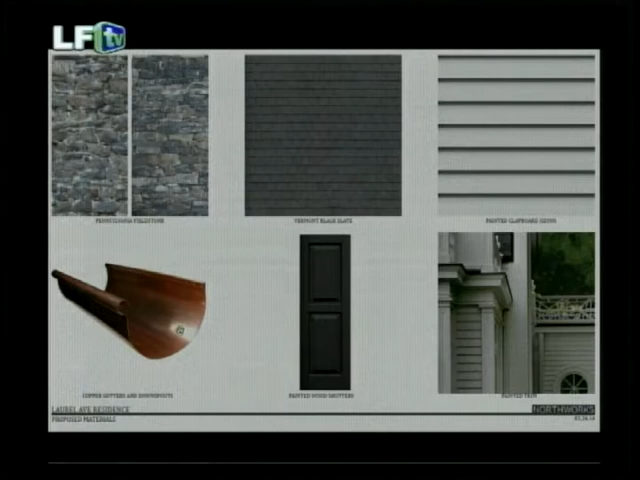 LF tv
PENNSYLVANIA FIELDSTONE
VERMONT BLACK SLATE
PAINTED CLAPBOARD SIDING
COPPER GUTTERS AND DOWNSPOUTS
PAINTED WOOD SHUTTERS
PAINTED TRIM
LAUREL AVE RESIDENCE
NORTHWORKS
PROPOSED MATERIALS